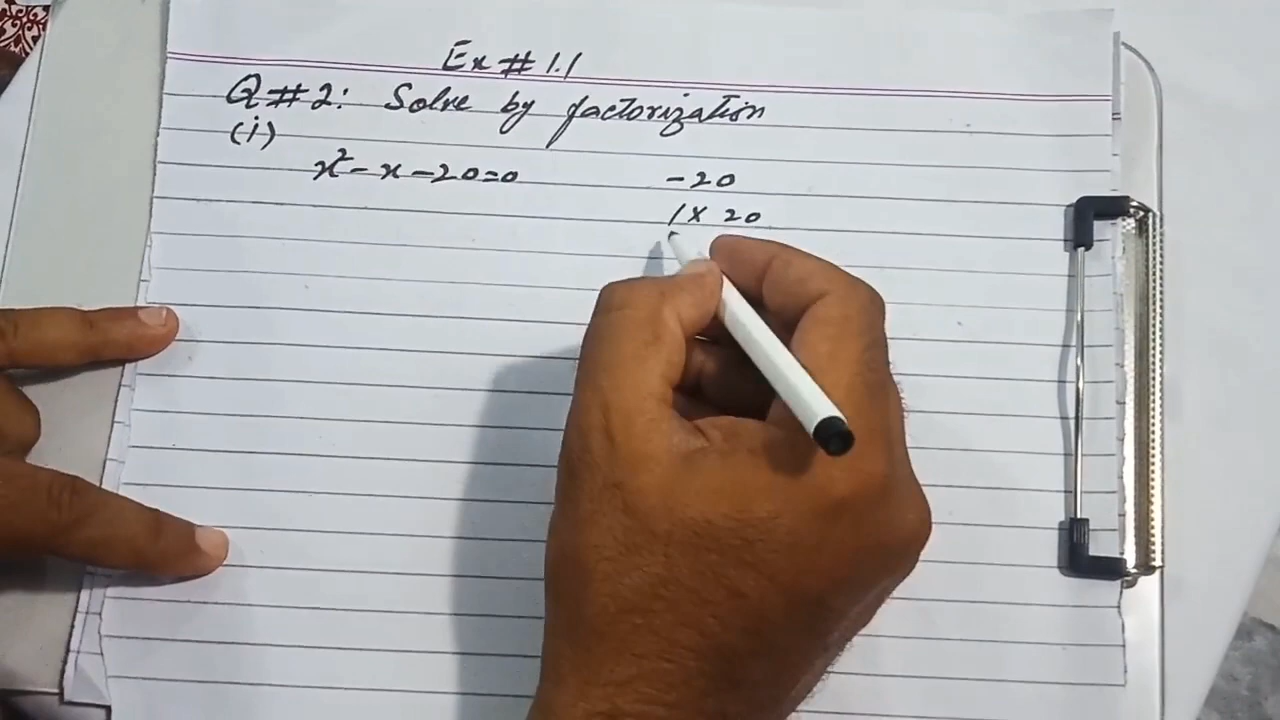 Ex # 1.1
Q # 2: Solve by factorization
(i)
x² - x - 20 = 0
-20
1 x 20